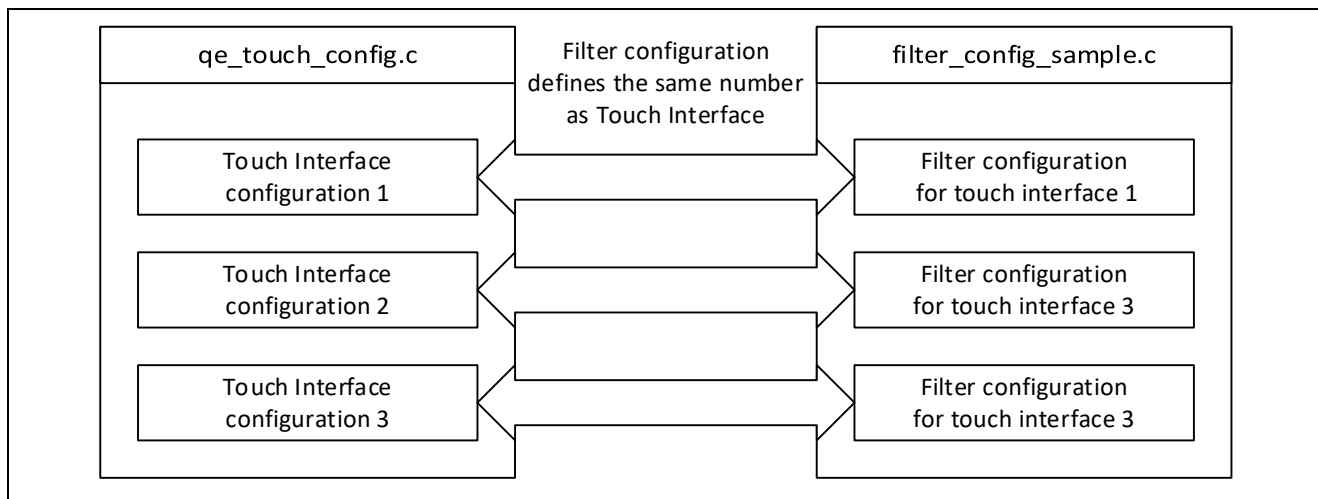 qe_touch_config.c
Filter configuration
defines the same number
as Touch Interface
filter_config_sample.c
Touch Interface
configuration 1
Filter configuration
for touch interface 1
Touch Interface
configuration 2
Filter configuration
for touch interface 3
Touch Interface
configuration 3
Filter configuration
for touch interface 3